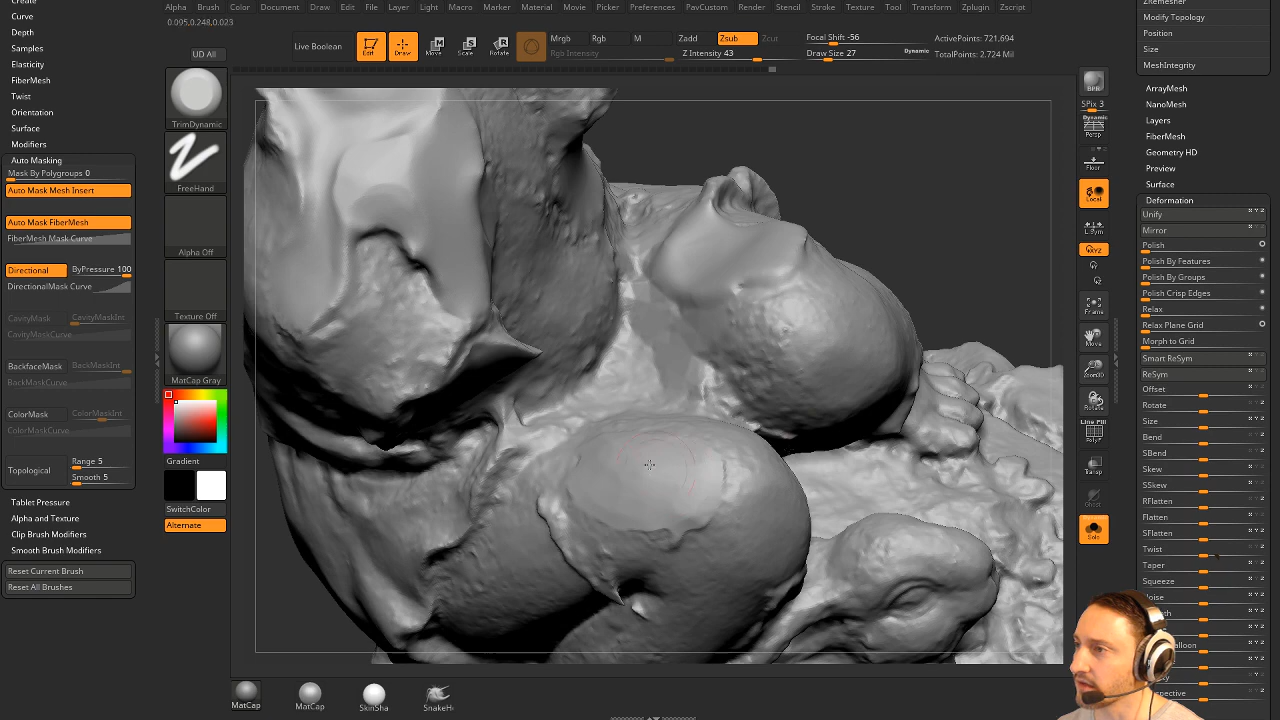 Create
Curve
Depth
Samples
Elasticity
FiberMesh
Twist
Orientation
Surface
Modifiers
Auto Masking
Mask By Polygroups 0
Auto Mask Mesh Insert
Auto Mask FiberMesh
FiberMesh Mask Curve
Directional
ByPressure 100
DirectionalMask Curve
CavityMask
CavityMaskInt
CavityMaskCurve
BackfaceMask
BackMaskInt
BackMaskCurve
ColorMask
ColorMaskInt
ColorMaskCurve
Topological
Range 5
Smooth 5
Tablet Pressure
Alpha and Texture
Clip Brush Modifiers
Smooth Brush Modifiers
Reset Current Brush
Reset All Brushes
Alpha Brush Color Document Draw Edit File Layer Light Macro Marker Material Movie Picker Preferences PavCustom Render Stencil Stroke Texture Tool Transform Zplugin Zscript
0.095,0.248,0.023
UD All
Live Boolean
Edit
Draw
Move
Scale
Rotate
Mrgb
Rgb
M
Rgb Intensity
Zadd
Zsub
Zcut
Z Intensity 43
Focal Shift -56
Draw Size 27
Dynamic
ActivePoints: 721,694
TotalPoints: 2.724 Mil
TrimDynamic
FreeHand
Alpha Off
Texture Off
MatCap Gray
Gradient
SwitchColor
Alternate
BPR
SPix 3
Dynamic
Persp
Floor
Local
L.Sym
XYZ
Frame
Move
Zoom3D
Rotate
Line Fill
PolyF
Transp
Ghost
Solo
MatCap
MatCap
SkinSha
SnakeH
ZRemesher
Modify Topology
Position
Size
MeshIntegrity
ArrayMesh
NanoMesh
Layers
FiberMesh
Geometry HD
Preview
Surface
Deformation
Unify
Mirror
Polish
Polish By Features
Polish By Groups
Polish Crisp Edges
Relax
Relax Plane Grid
Morph to Grid
Smart ReSym
ReSym
Offset
Rotate
Size
Bend
SBend
Skew
SSkew
RFlatten
Flatten
SFlatten
Twist
Taper
Squeeze
Noise